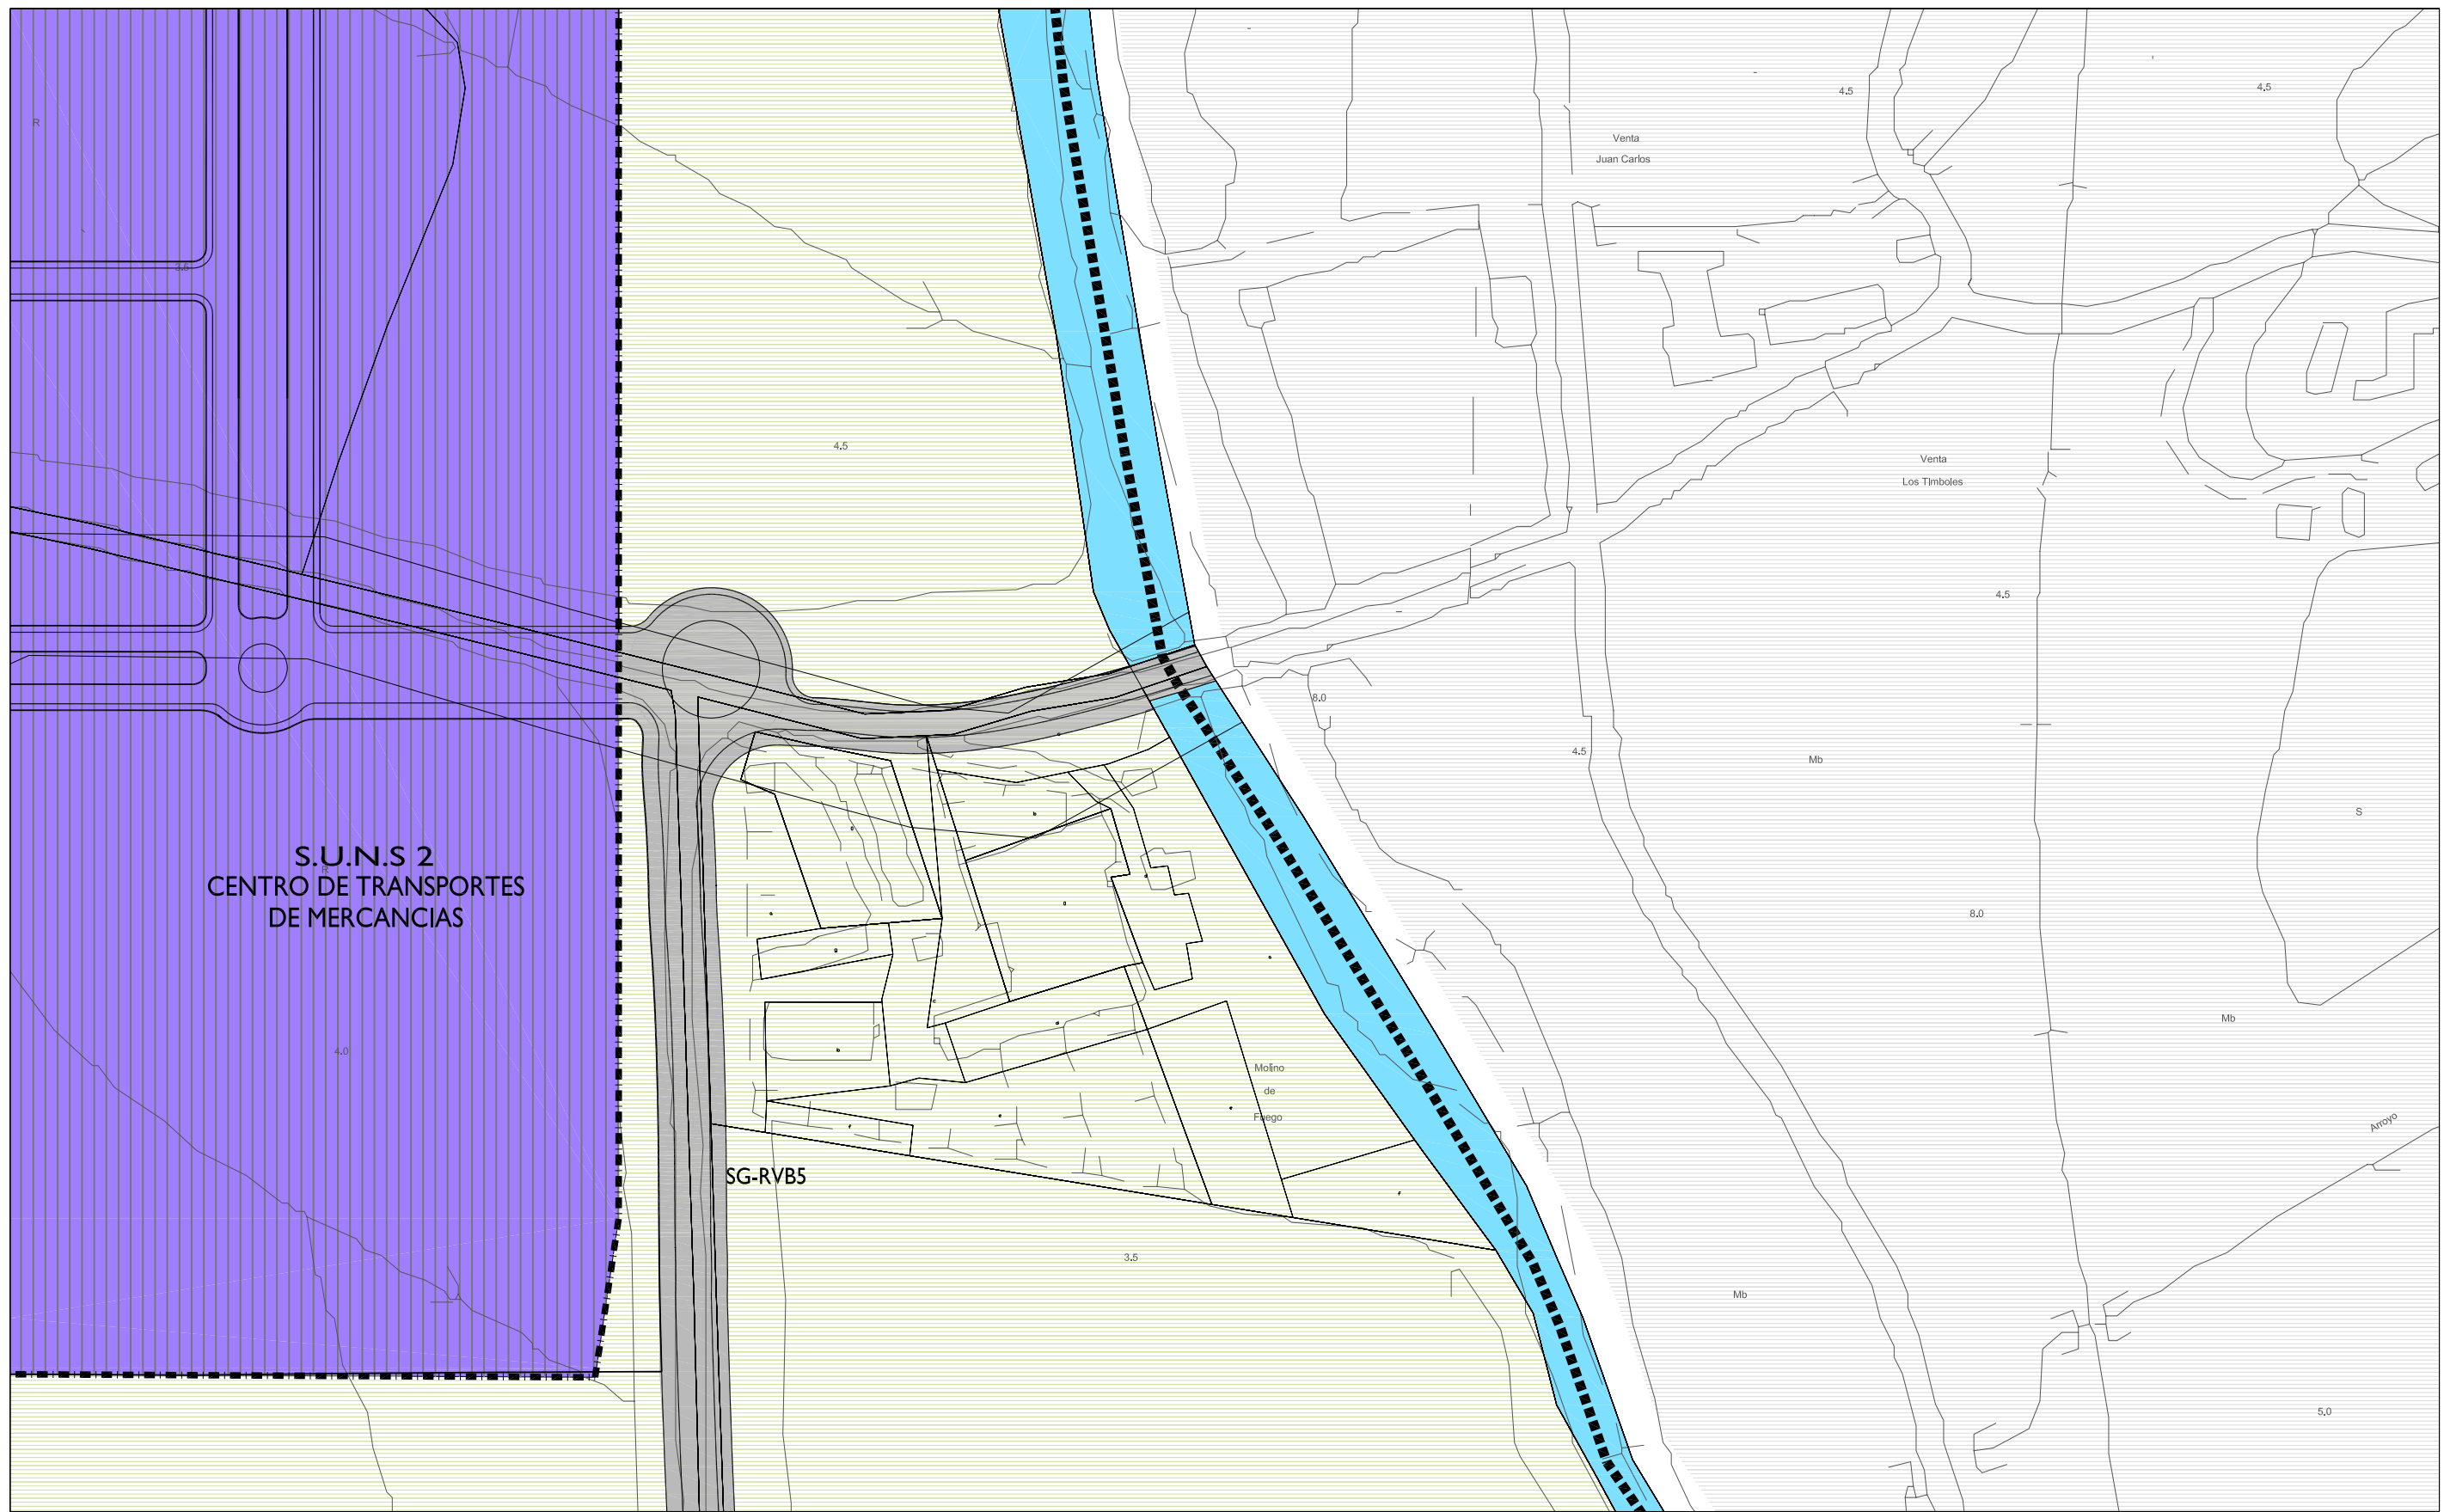 4.5
4.5
R
Venta
Juan Carlos
3.5
4.5
Venta
Los TImboles
4.5
8.0
4.5
Mb
S
S.U.N.S 2
R
CENTRO DE TRANSPORTES
DE MERCANCIAS
8.0
Mb
4.0
Molino
de
Fuego
Arroyo
SG-RVB5
3.5
Mb
5.0